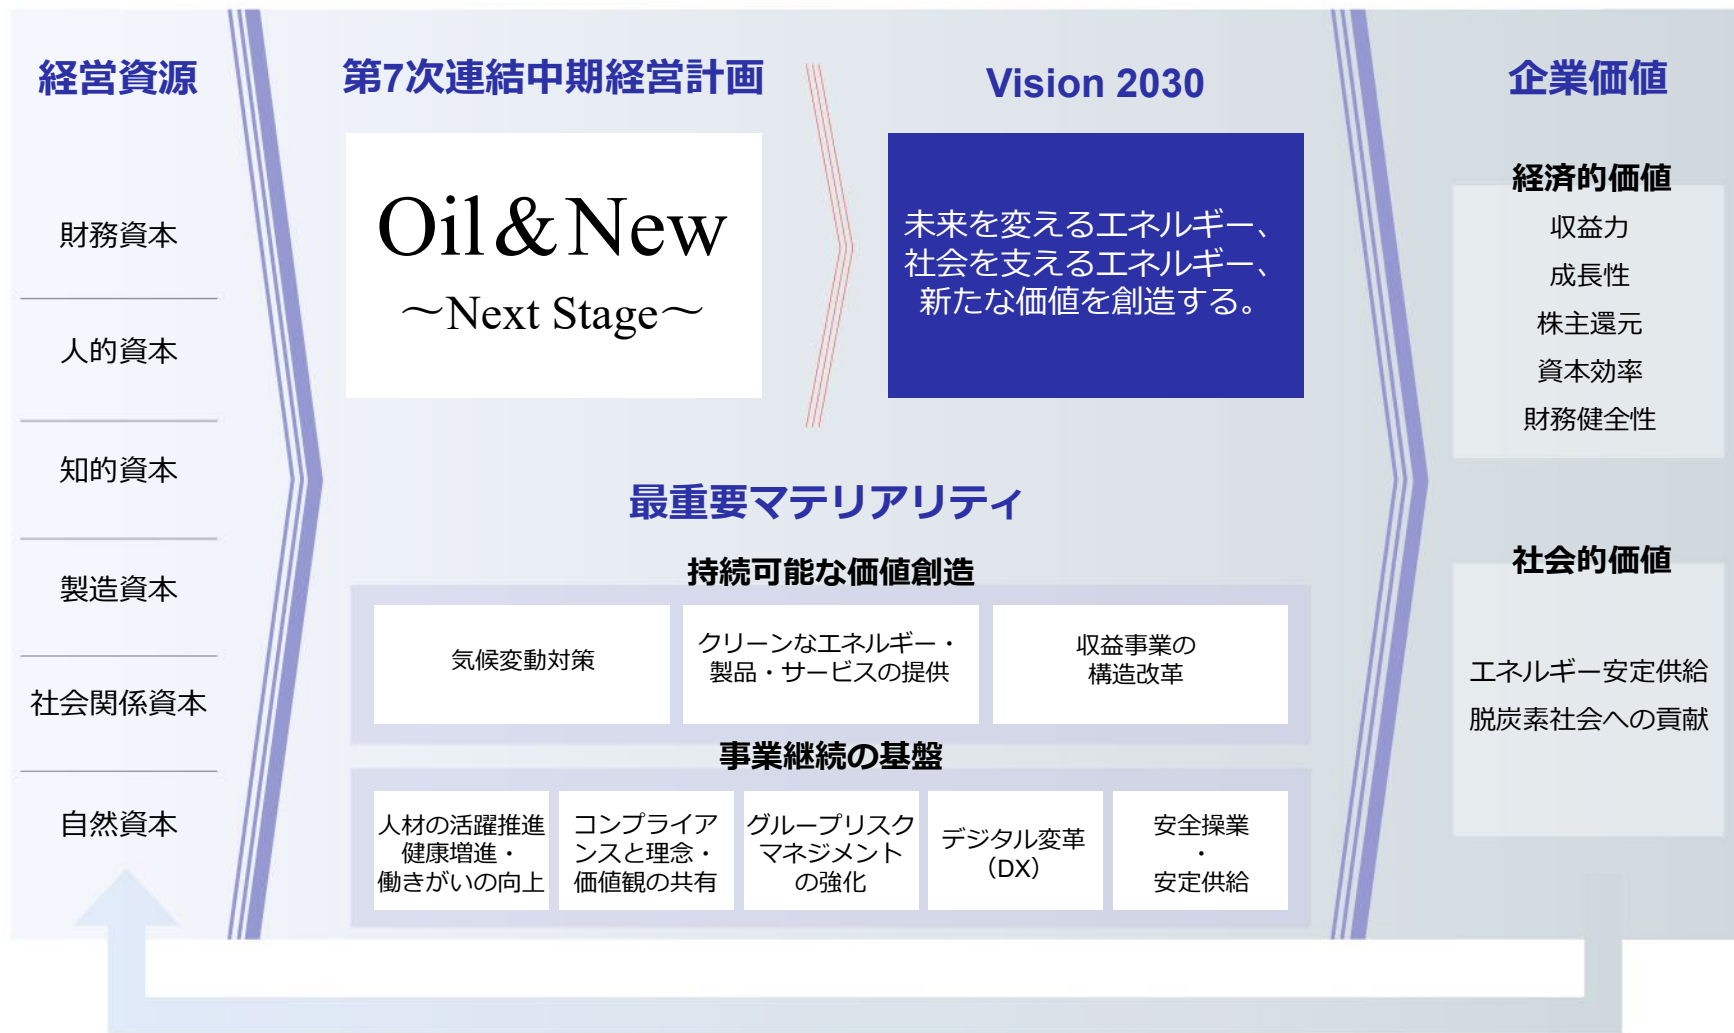 経営資源
財務資本
人的資本
知的資本
製造資本
社会関係資本
自然資本
第7次連結中期経営計画
Oil&New
～Next Stage～
Vision 2030
未来を変えるエネルギー、
社会を支えるエネルギー、
新たな価値を創造する。
最重要マテリアリティ
持続可能な価値創造
気候変動対策
クリーンなエネルギー・
製品・サービスの提供
収益事業の
構造改革
事業継続の基盤
人材の活躍推進
健康増進・
働きがいの向上
コンプライア
ンスと理念・
価値観の共有
グループリスク
マネジメント
の強化
デジタル変革
（DX）
安全操業
・
安定供給
企業価値
経済的価値
収益力
成長性
株主還元
資本効率
財務健全性
社会的価値
エネルギー安定供給
脱炭素社会への貢献